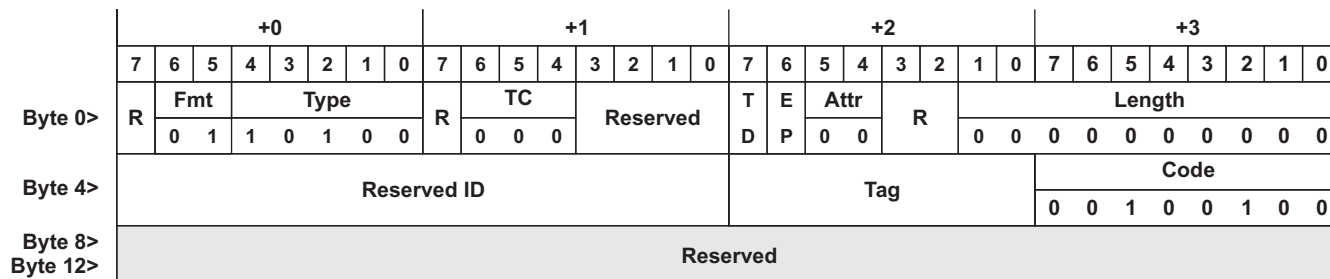 +0 +1 +2 +3
7 6 5 4 3 2 1 0 7 6 5 4 3 2 1 0 7 6 5 4 3 2 1 0 7 6 5 4 3 2 1 0
Byte 0> R Fmt Type R TC Reserved T E Attr R Length
0 1 1 0 1 0 0 0 0 0 D P 0 0 0 0 0 0 0 0 0 0 0 0
Byte 4> Reserved ID Tag Code
0 0 1 0 0 1 0 0
Byte 8> Reserved
Byte 12>